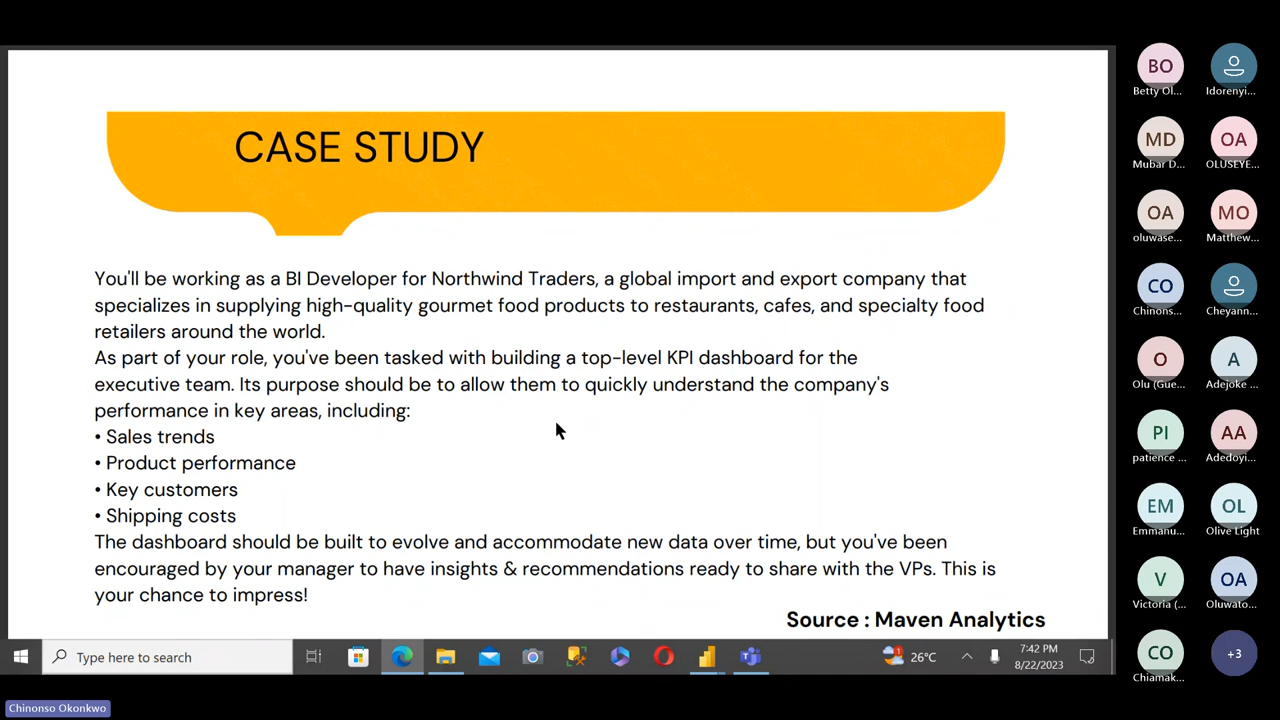 CASE STUDY
You'll be working as a BI Developer for Northwind Traders, a global import and export company that
specializes in supplying high-quality gourmet food products to restaurants, cafes, and specialty food
retailers around the world.
As part of your role, you've been tasked with building a top-level KPI dashboard for the
executive team. Its purpose should be to allow them to quickly understand the company's
performance in key areas, including:
• Sales trends
• Product performance
• Key customers
• Shipping costs
The dashboard should be built to evolve and accommodate new data over time, but you've been
encouraged by your manager to have insights & recommendations ready to share with the VPs. This is
your chance to impress!
Source : Maven Analytics
Type here to search
1
26°C
7:42 PM
8/22/2023
BO
Betty Ol...
Idorenyi...
MD
Mubar D...
OA
OLUSEYE...
OA
oluwase...
MO
Matthew...
CO
Chinons...
Cheyann...
O
Olu (Gue...
A
Adejoke ...
PI
patience ...
AA
Adedoyi...
EM
Emmanu...
OL
Olive Light
V
Victoria (...
OA
Oluwato...
CO
Chiamak...
+3
Chinonso Okonkwo